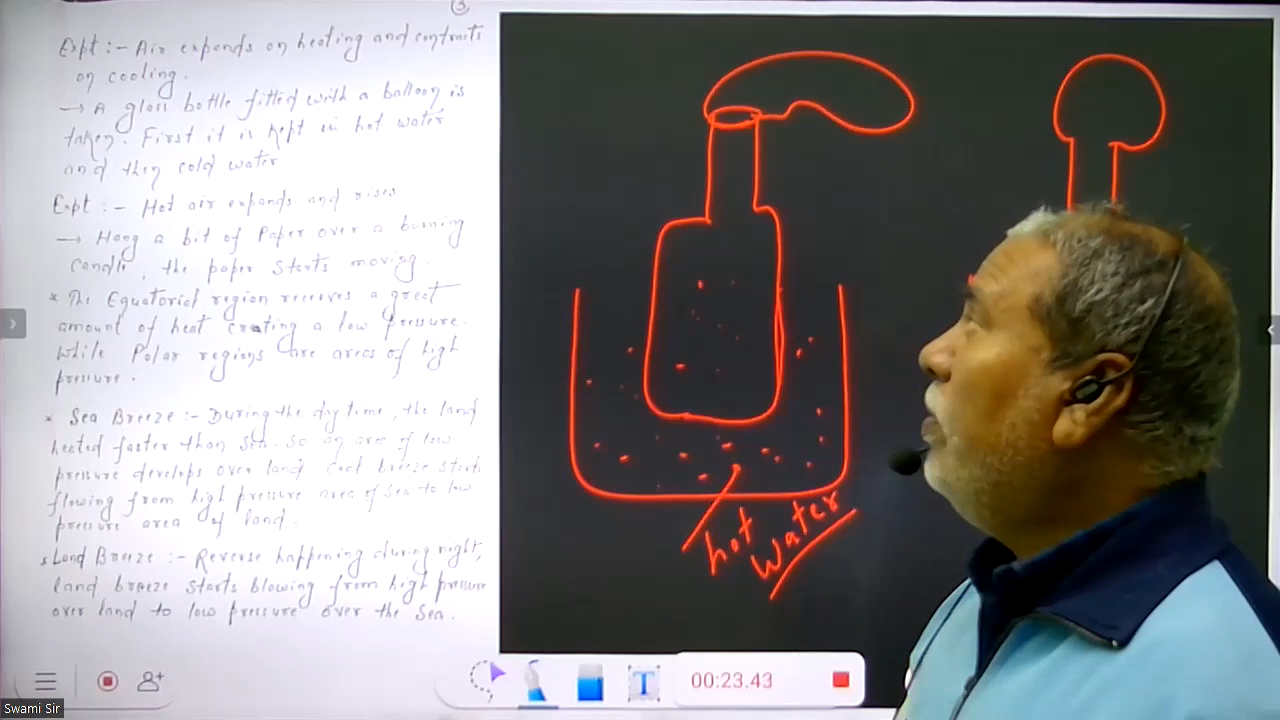 3
Expt :- Air expands on heating and contracts
on cooling.
→ A glass bottle fitted with a balloon is
taken. First it is kept in hot water
and then cold water
Expt :- Hot air expands and rises
→ Hang a bit of Paper over a burning
candle, the paper starts moving.
* The Equatorial region receives a great
amount of heat creating a low pressure.
While Polar regions are areas of high
pressure.
* Sea Breeze :- During the day time, the land
heated faster than sea. So an area of low
pressure develops over land. Cool breeze starts
flowing from high pressure area of sea to low
pressure area of land.
* Land Breeze :- Reverse happening during night,
land breeze starts blowing from high pressure
over land to low pressure over the Sea.
hot
water
T
00:23,43
Swami Sir